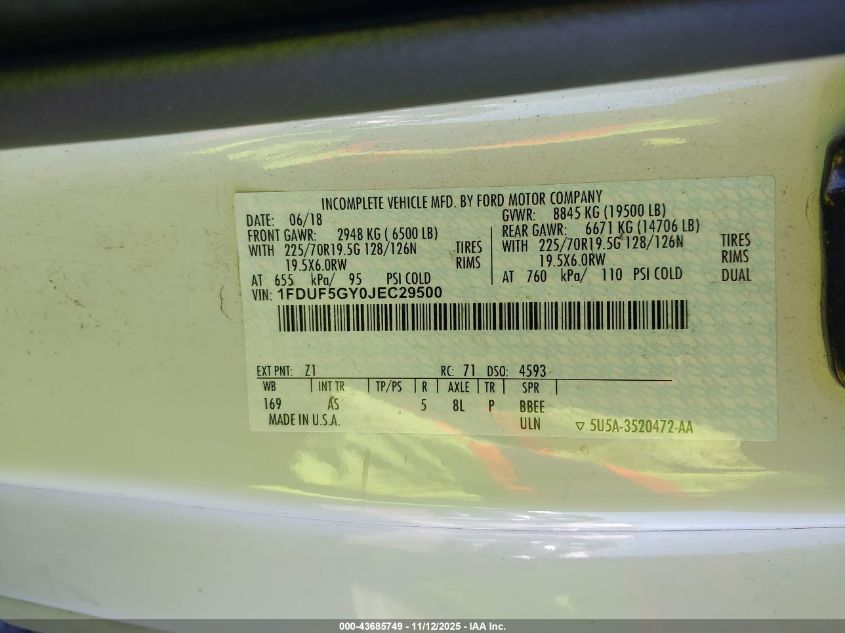 INCOMPLETE VEHICLE MFD. BY FORD MOTOR COMPANY
DATE: 06/18 GVWR: 8845 KG (19500 LB)
FRONT GAWR: 2948 KG ( 6500 LB) REAR GAWR: 6671 KG (14706 LB)
WITH 225/70R19.5G 128/126N TIRES WITH 225/70R19.5G 128/126N TIRES
19.5X6.0RW RIMS 19.5X6.0RW RIMS
AT 655 kPa/ 95 PSI COLD AT 760 kPa/ 110 PSI COLD DUAL
VIN: 1FDUF5GY0JEC29500
EXT PNT: Z1 RC: 71 DSO: 4593
WB INT TR TP/PS R AXLE TR SPR
169 AS 5 8L P BBEE
MADE IN U.S.A. ULN ▽ 5U5A-3520472-AA
000-43685749 - 11/12/2025 - IAA Inc.